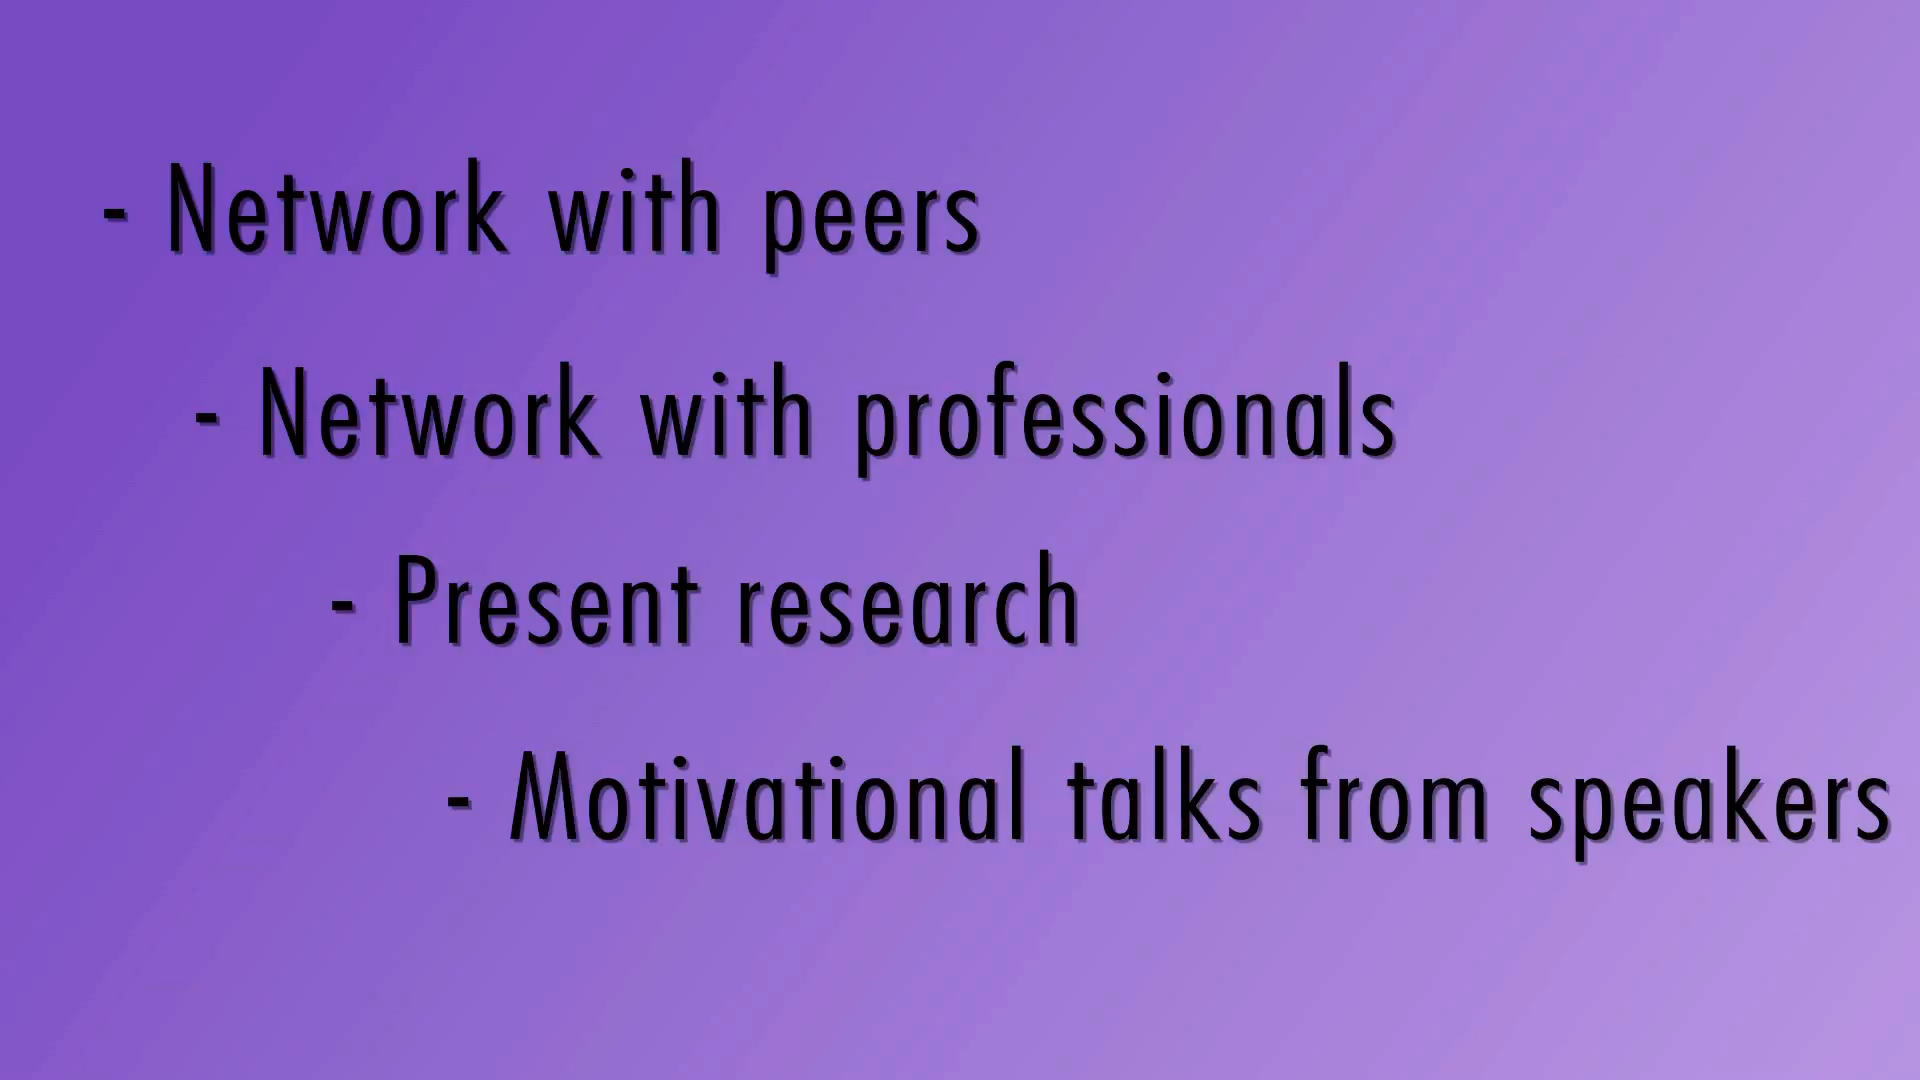 - Network with peers
- Network with professionals
- Present research
- Motivational talks from speakers